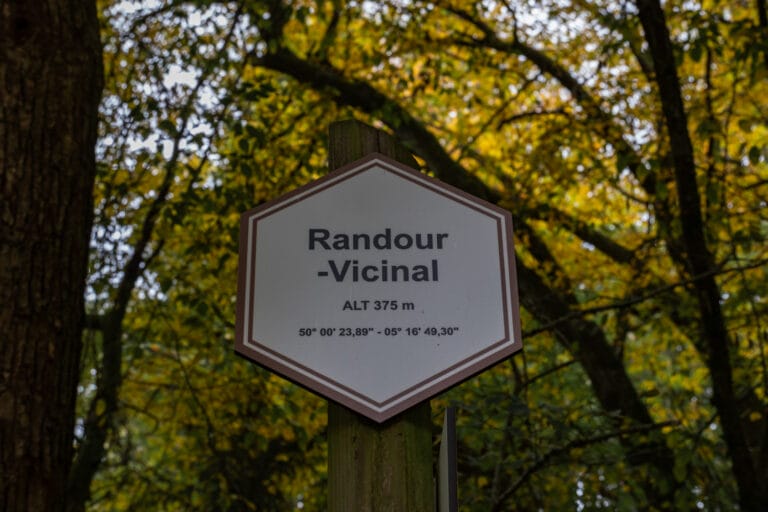 Randour
-Vicinal
ALT 375 m
50° 00' 23,89" - 05° 16' 49,30"